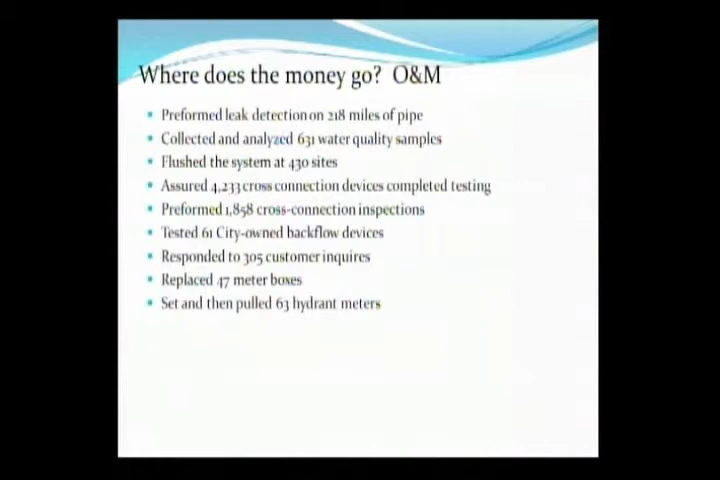 Where does the money go? O&M
Preformed leak detection on 218 miles of pipe
Collected and analyzed 631 water quality samples
Flushed the system at 430 sites
Assured 4,233 cross connection devices completed testing
Preformed 1,858 cross-connection inspections
Tested 61 City-owned backflow devices
Responded to 305 customer inquires
Replaced 47 meter boxes
Set and then pulled 63 hydrant meters